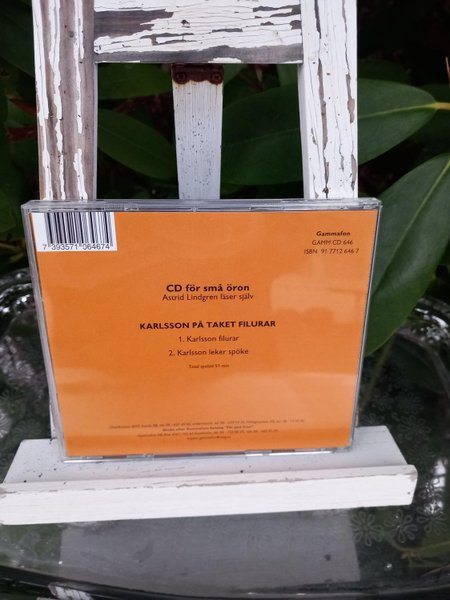 7 393571 064674
Gammafon
GAMM CD 646
ISBN 91 7712 646 7
CD för små öron
Astrid Lindgren läser själv
KARLSSON PÅ TAKET FILURAR
1. Karlsson filurar
2. Karlsson leker spöke
Total speltid 51 min